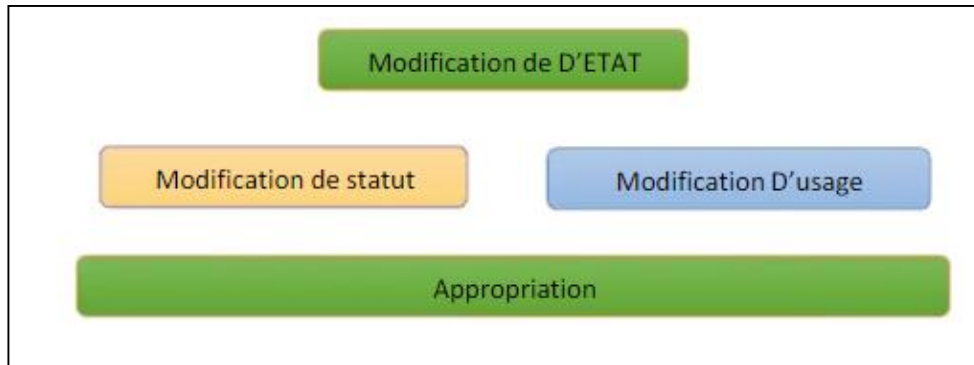 Modification de D'ETAT
Modification de statut
Modification D'usage
Appropriation